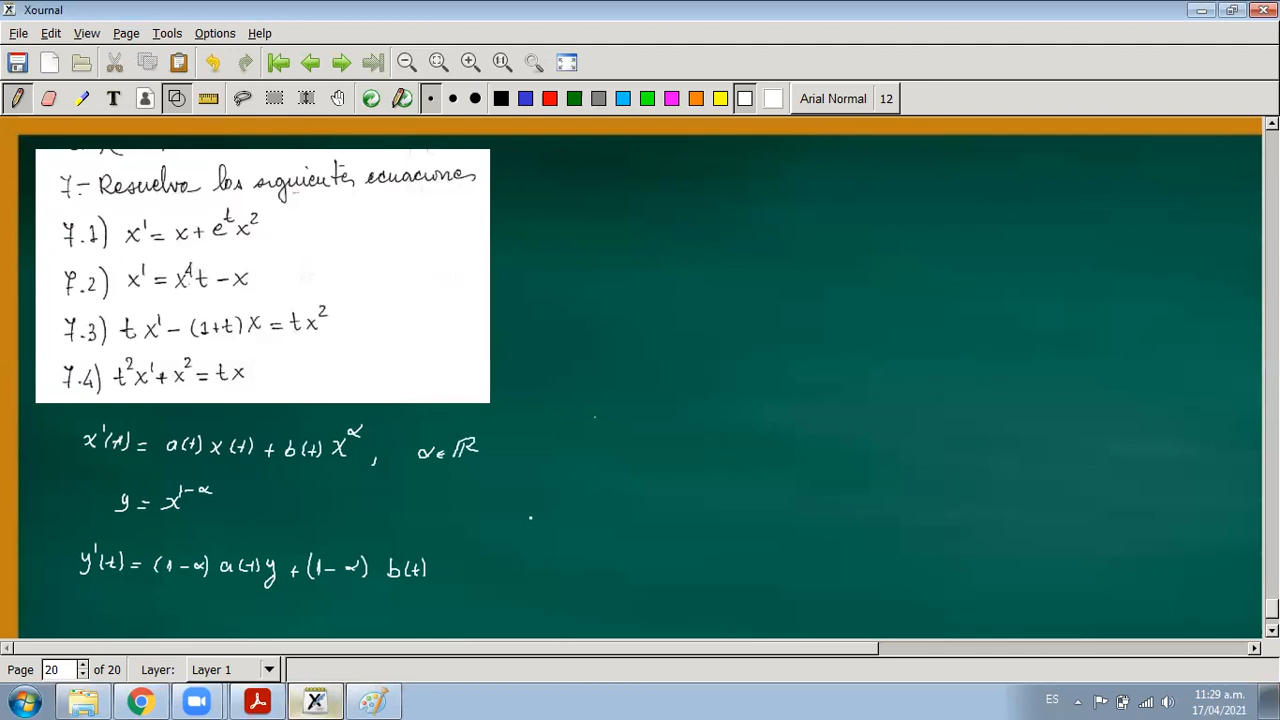 Xournal
File Edit View Page Tools Options Help
Arial Normal 12
7.- Resuelva los siguientes ecuaciones
7.1) x' = x + e^t x^2
7.2) x' = x^4 t - x
7.3) t x' - (1+t) x = t x^2
7.4) t^2 x' + x^2 = t x
x'(t) = a(t) x(t) + b(t) x^α , α ∈ ℝ
y = x^{1-α}
y'(t) = (1-α) a(t) y + (1-α) b(t)
Page 20 of 20 Layer: Layer 1
ES 11:29 a.m.
17/04/2021